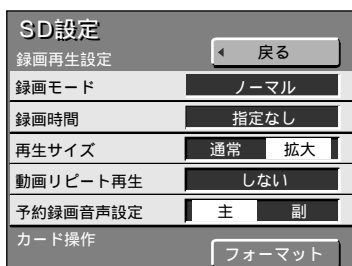 SD設定
録画再生設定 戻る
録画モード ノーマル
録画時間 指定なし
再生サイズ 通常 拡大
動画リピート再生 しない
予約録画音声設定 主 副
カード操作 フォーマット